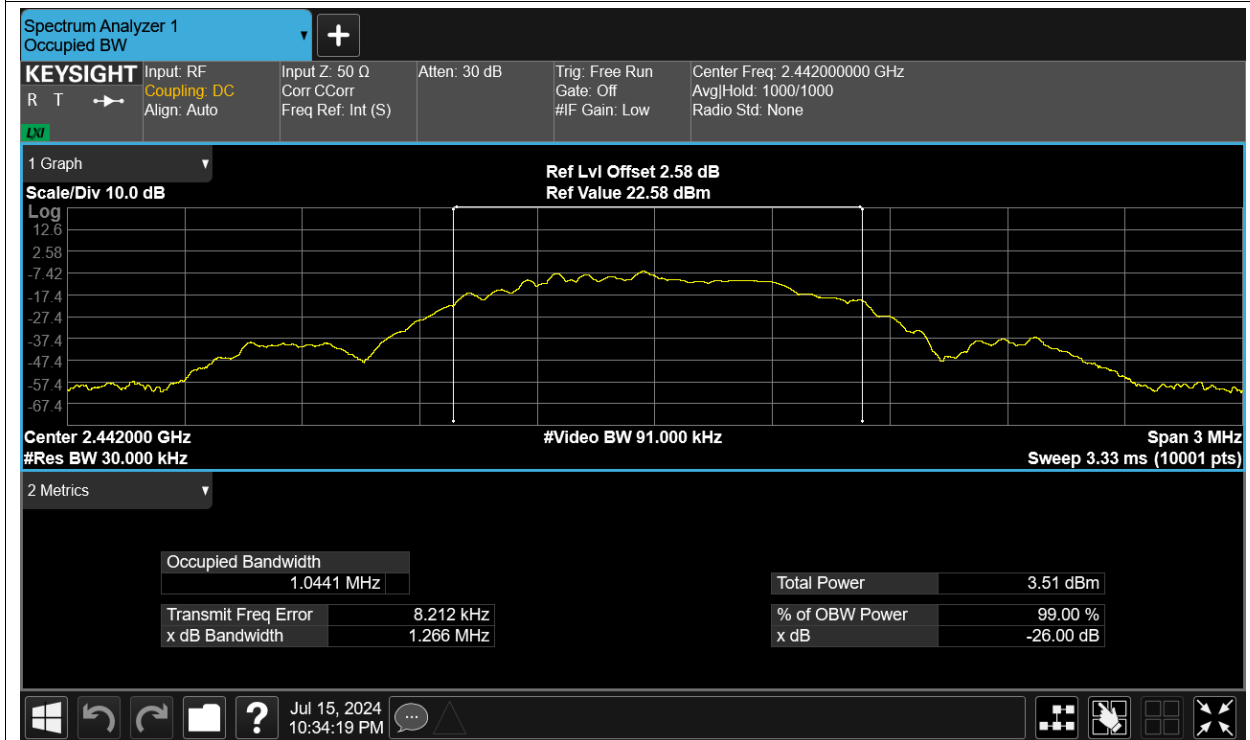 Spectrum Analyzer 1
Occupied BW
KEYSIGHT
R T
LXI
Input: RF
Coupling: DC
Align: Auto
Input Z: 50 Ω
Corr CCorr
Freq Ref: Int (S)
Atten: 30 dB
Trig: Free Run
Gate: Off
#IF Gain: Low
Center Freq: 2.442000000 GHz
Avg|Hold: 1000/1000
Radio Std: None
1 Graph
Scale/Div 10.0 dB
Ref Lvl Offset 2.58 dB
Ref Value 22.58 dBm
Log
12.6
2.58
-7.42
-17.4
-27.4
-37.4
-47.4
-57.4
-67.4
Center 2.442000 GHz
#Res BW 30.000 kHz
#Video BW 91.000 kHz
Span 3 MHz
Sweep 3.33 ms (10001 pts)
2 Metrics
Occupied Bandwidth
1.0441 MHz
Transmit Freq Error 8.212 kHz
x dB Bandwidth 1.266 MHz
Total Power 3.51 dBm
% of OBW Power 99.00 %
x dB -26.00 dB
?
Jul 15, 2024
10:34:19 PM